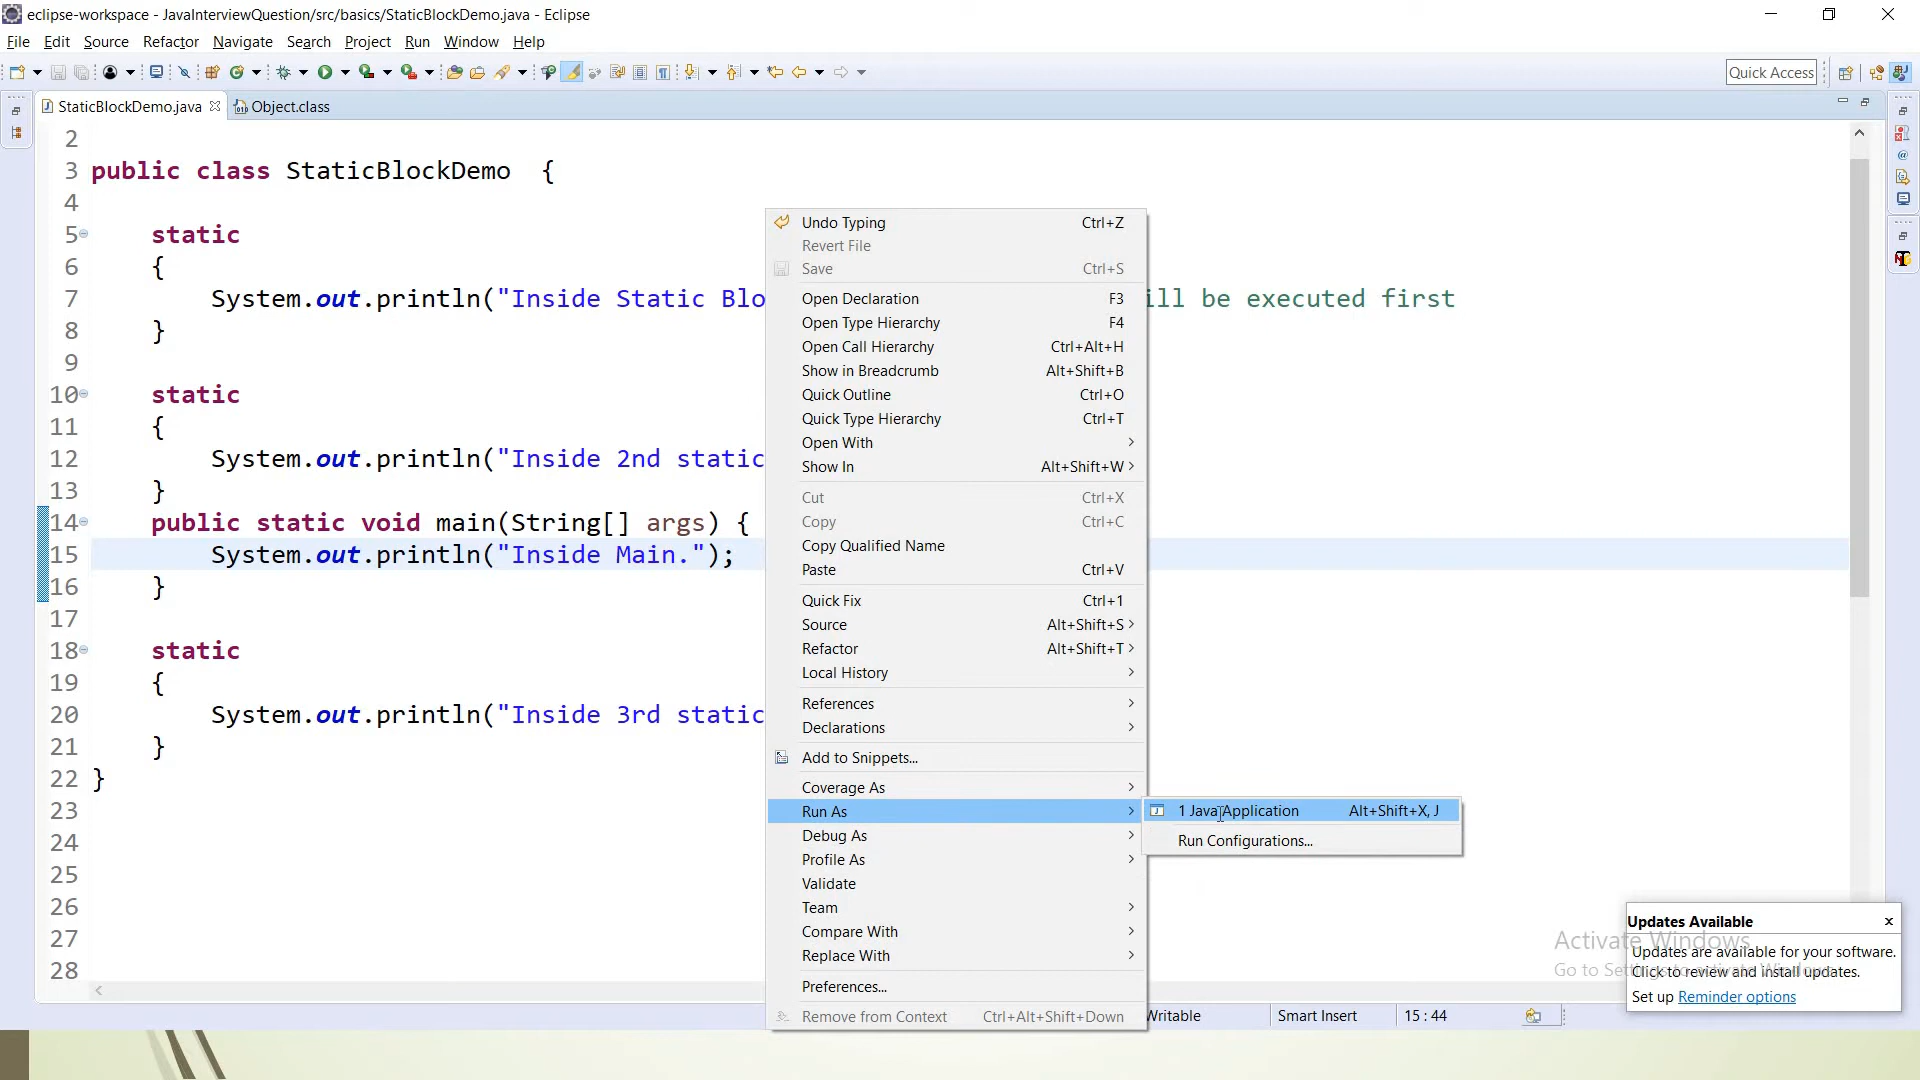 eclipse-workspace - JavaInterviewQuestion/src/basics/StaticBlockDemo.java - Eclipse
File Edit Source Refactor Navigate Search Project Run Window Help
Quick Access
StaticBlockDemo.java Object.class
2
3 public class StaticBlockDemo {
4
5 static
6 {
7 System.out.println("Inside Static Blo ill be executed first
8 }
9
10 static
11 {
12 System.out.println("Inside 2nd static
13 }
14 public static void main(String[] args) {
15 System.out.println("Inside Main.");
16 }
17
18 static
19 {
20 System.out.println("Inside 3rd static
21 }
22 }
23
24
25
26
27
28
Undo Typing Ctrl+Z
Revert File
Save Ctrl+S
Open Declaration F3
Open Type Hierarchy F4
Open Call Hierarchy Ctrl+Alt+H
Show in Breadcrumb Alt+Shift+B
Quick Outline Ctrl+O
Quick Type Hierarchy Ctrl+T
Open With
Show In Alt+Shift+W
Cut Ctrl+X
Copy Ctrl+C
Copy Qualified Name
Paste Ctrl+V
Quick Fix Ctrl+1
Source Alt+Shift+S
Refactor Alt+Shift+T
Local History
References
Declarations
Add to Snippets...
Coverage As
Run As
Debug As
Profile As
Validate
Team
Compare With
Replace With
Preferences...
Remove from Context Ctrl+Alt+Shift+Down
1 Java Application Alt+Shift+X, J
Run Configurations...
Updates Available
Updates are available for your software.
Click to review and install updates.
Set up Reminder options
Activate Windows
Go to Set
Writable Smart Insert 15 : 44